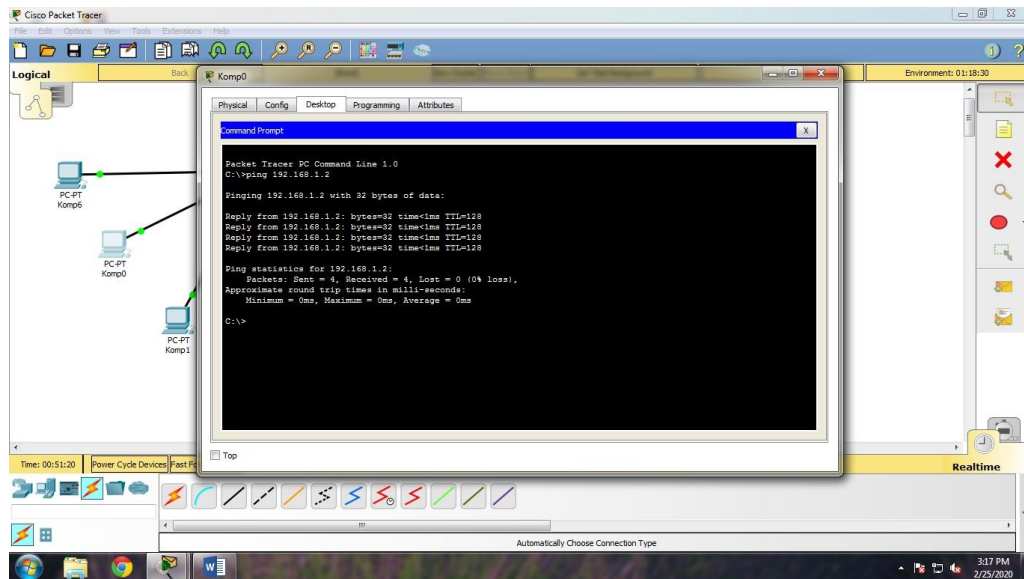 Cisco Packet Tracer
File Edit Options View Tools Extensions Help
Logical
Back
Environment: 01:18:30
Komp0
Physical Config Desktop Programming Attributes
Command Prompt
X
Packet Tracer PC Command Line 1.0
C:\>ping 192.168.1.2
Pinging 192.168.1.2 with 32 bytes of data:
Reply from 192.168.1.2: bytes=32 time<1ms TTL=128
Reply from 192.168.1.2: bytes=32 time<1ms TTL=128
Reply from 192.168.1.2: bytes=32 time<1ms TTL=128
Reply from 192.168.1.2: bytes=32 time<1ms TTL=128
Ping statistics for 192.168.1.2:
Packets: Sent = 4, Received = 4, Lost = 0 (0% loss),
Approximate round trip times in milli-seconds:
Minimum = 0ms, Maximum = 0ms, Average = 0ms
C:\>
PC-PT
Komp6
PC-PT
Komp0
PC-PT
Komp1
Top
Time: 00:51:20 Power Cycle Devices Fast Fo
Realtime
Automatically Choose Connection Type
3:17 PM
2/25/2020